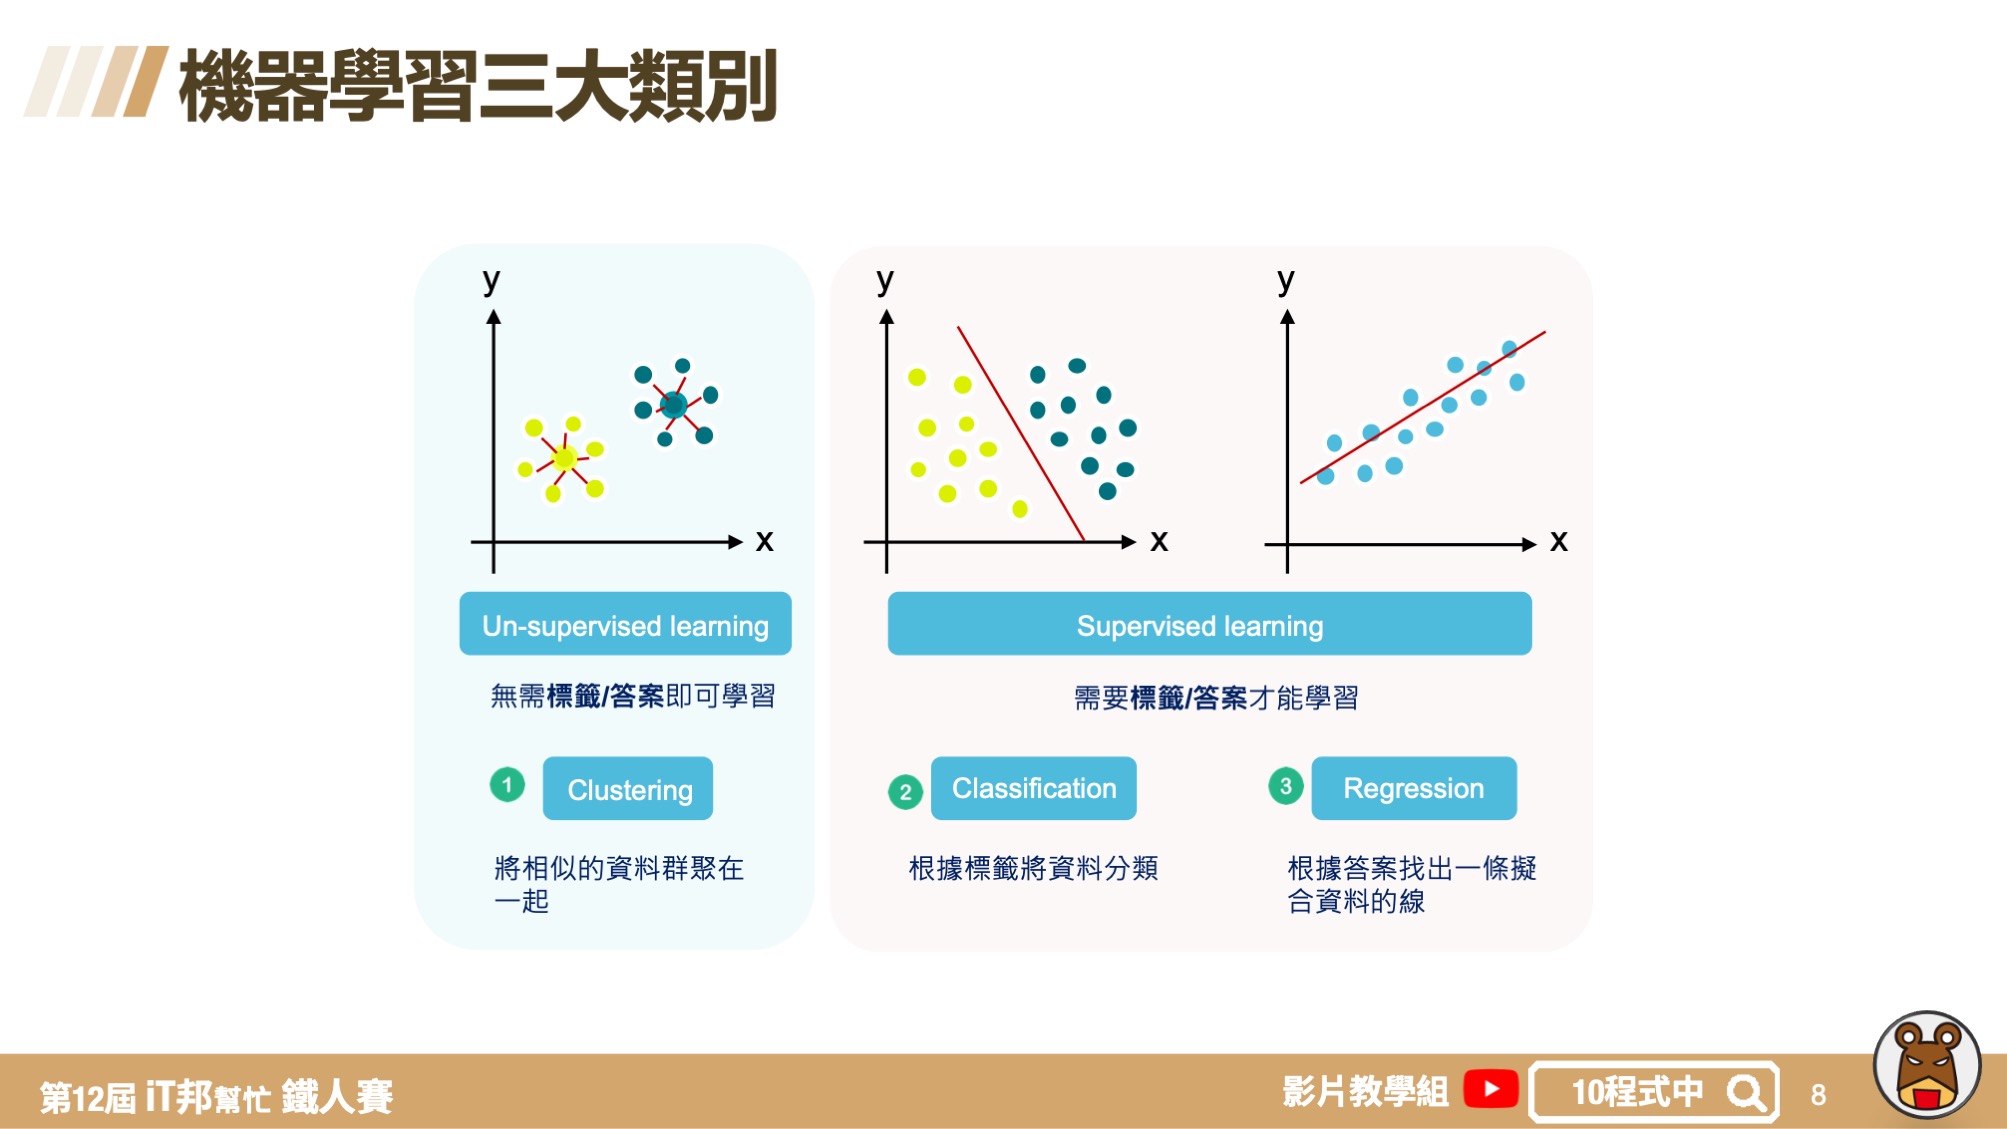 機器學習三大類別
y
x
y
x
y
x
Un-supervised learning
無需標籤/答案即可學習
1
Clustering
將相似的資料群聚在
一起
Supervised learning
需要標籤/答案才能學習
2
Classification
根據標籤將資料分類
3
Regression
根據答案找出一條擬
合資料的線
第12屆 iT邦幫忙 鐵人賽
影片教學組
10程式中
8